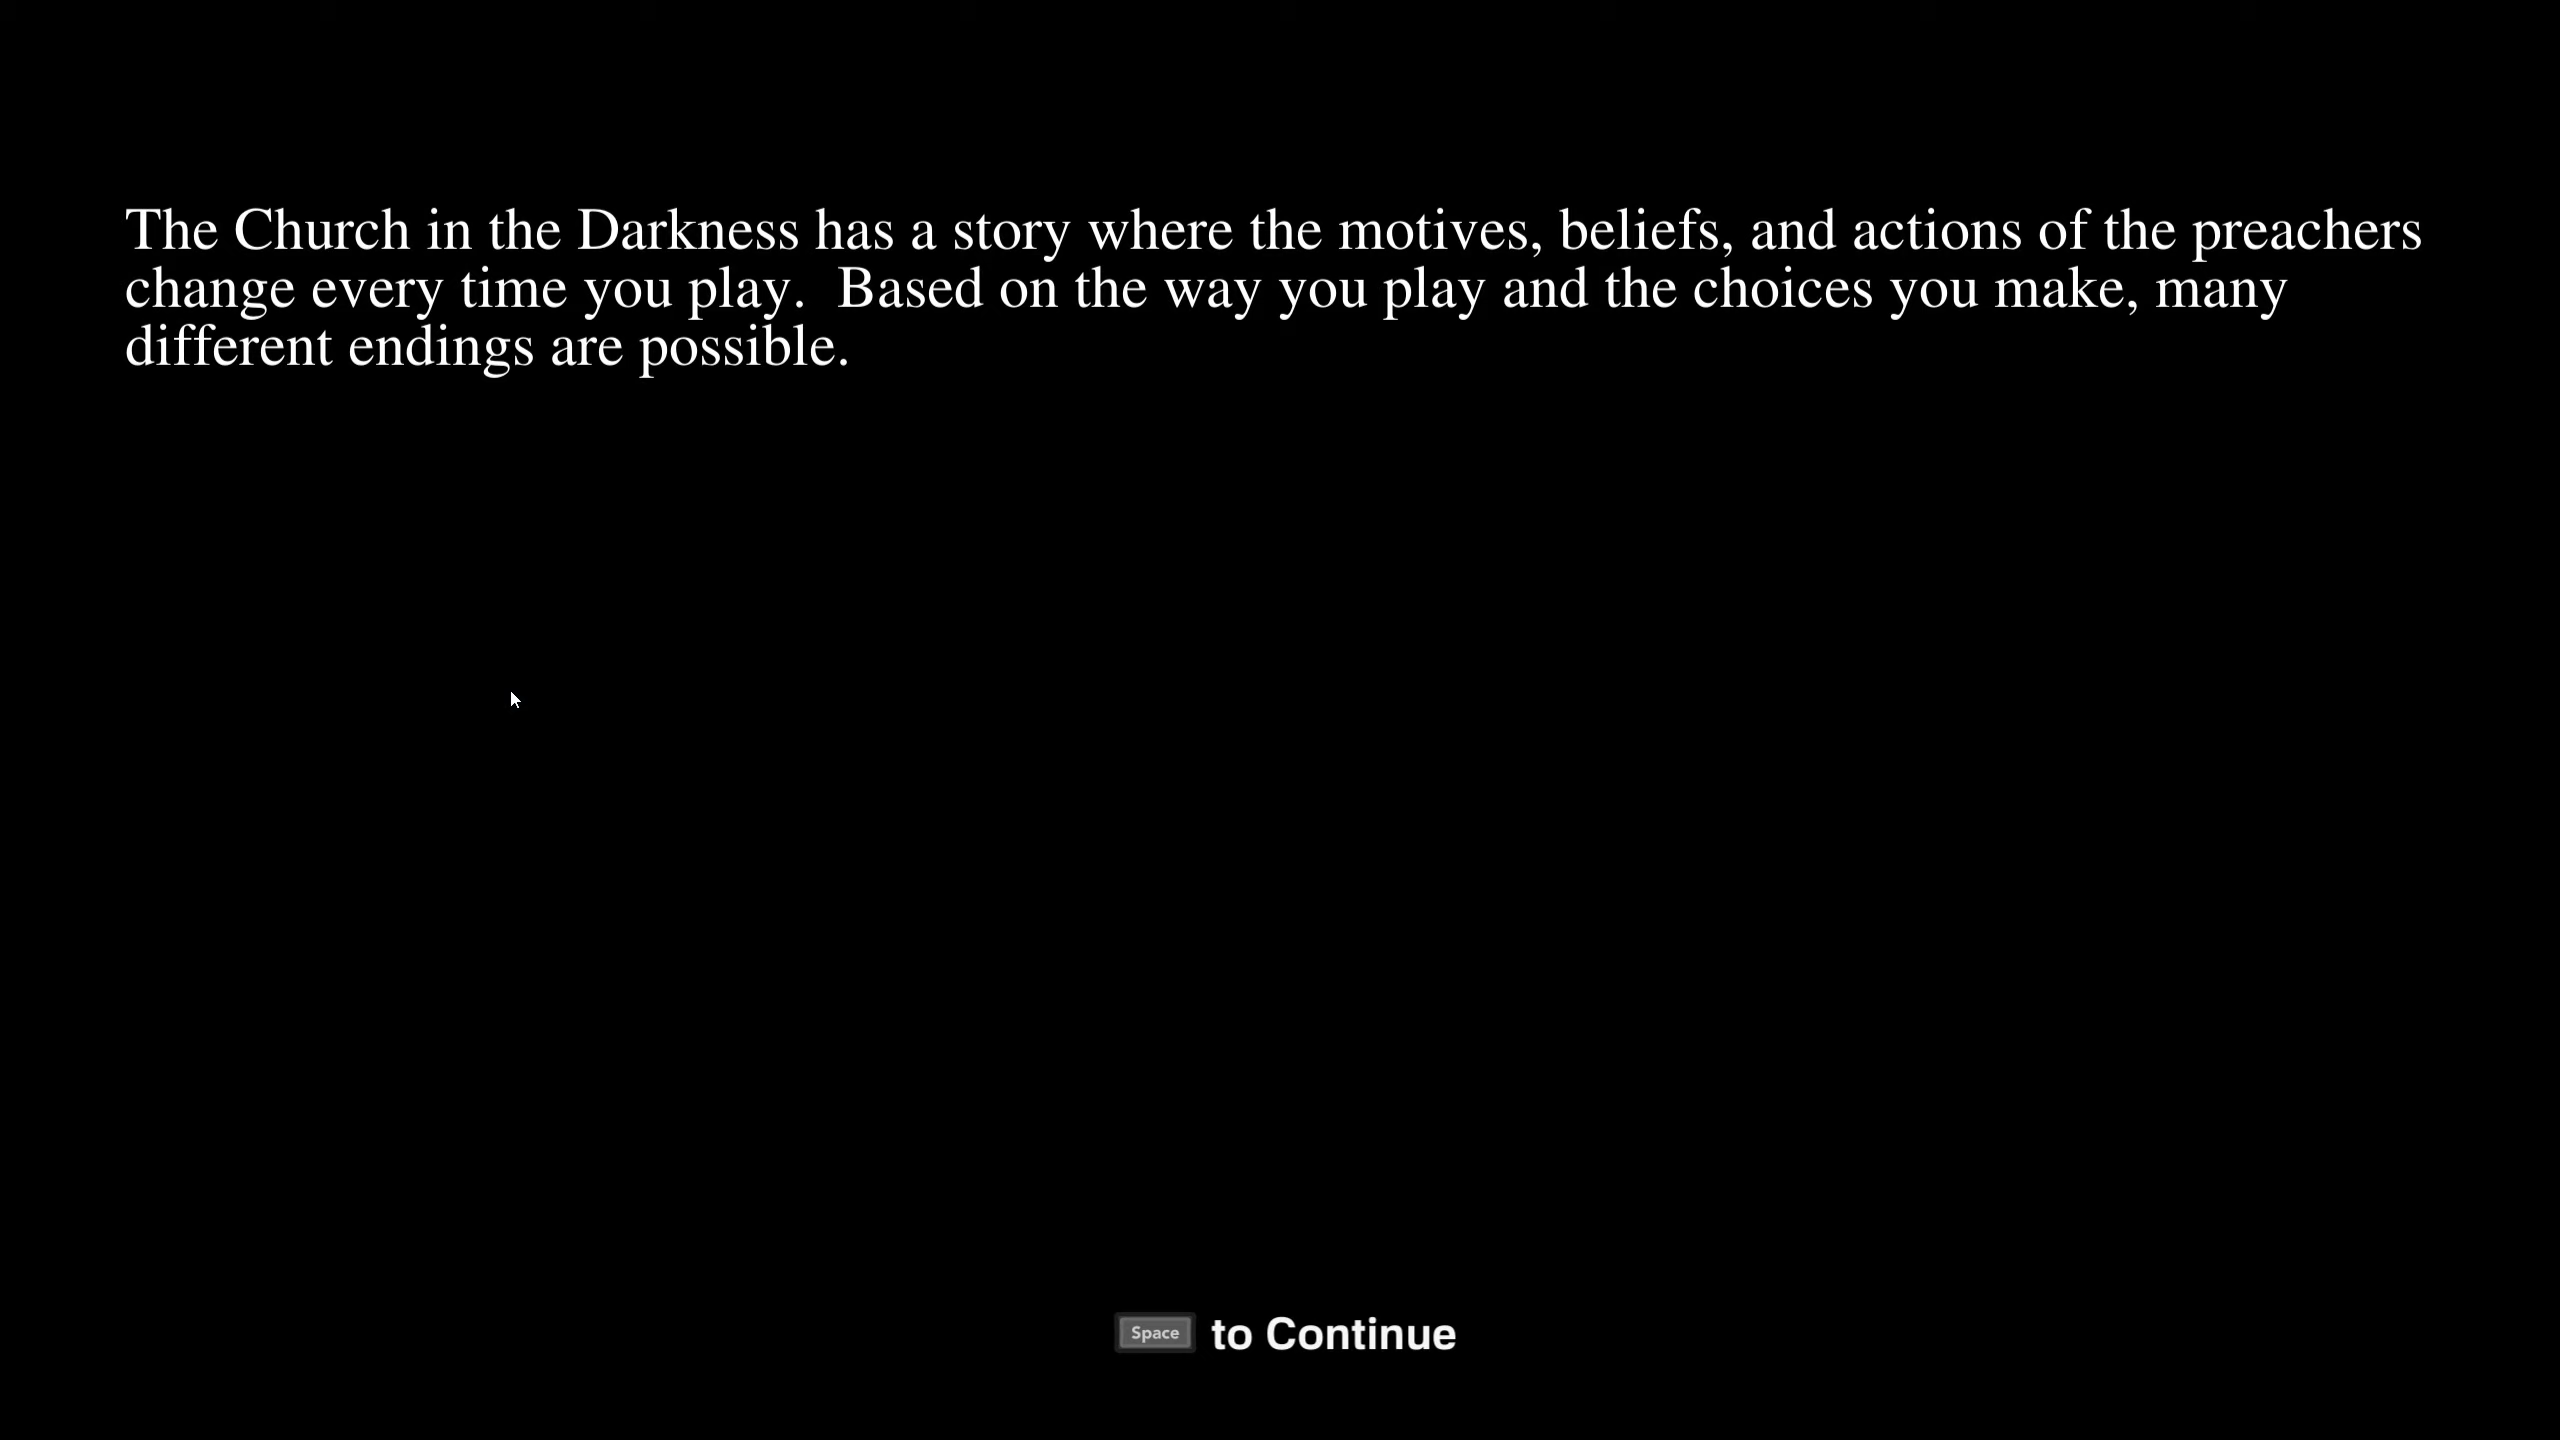 The Church in the Darkness has a story where the motives, beliefs, and actions of the preachers
change every time you play.  Based on the way you play and the choices you make, many
different endings are possible.
Space to Continue